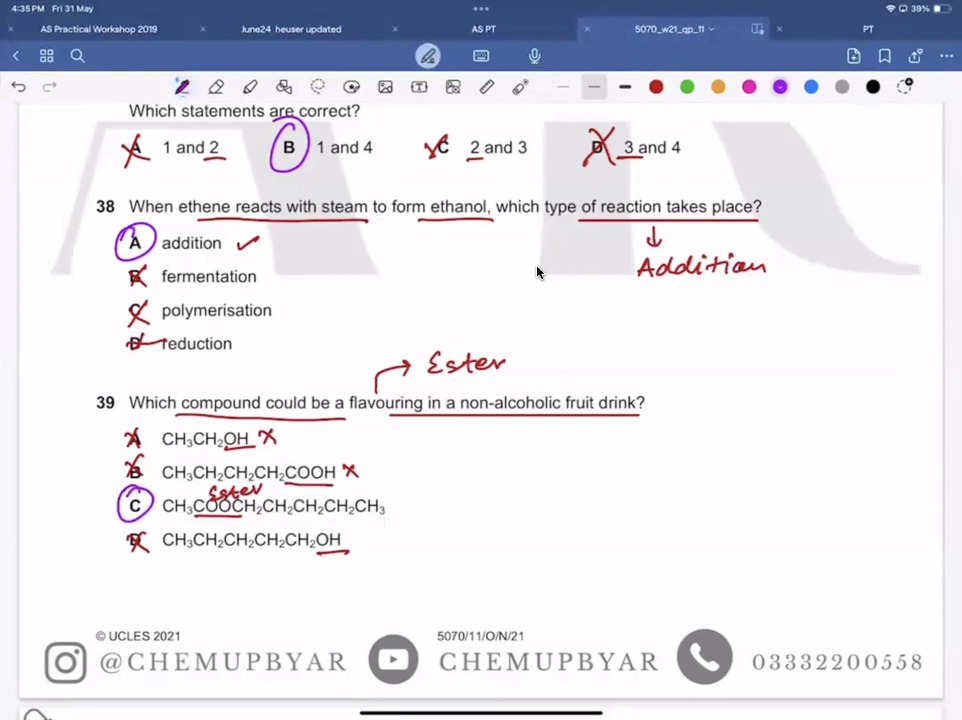 4:35PM Fri 31 May
39%
AS Practical Workshop 2019
June24 heuser updated
AS PT
5070_w21_qp_11
PT
Which statements are correct?
A 1 and 2 B 1 and 4 C 2 and 3 D 3 and 4
38 When ethene reacts with steam to form ethanol, which type of reaction takes place?
A addition
Addition
B fermentation
C polymerisation
D reduction
Ester
39 Which compound could be a flavouring in a non-alcoholic fruit drink?
A CH₃CH₂OH
B CH₃CH₂CH₂CH₂COOH
Ester
C CH₃COOCH₂CH₂CH₂CH₂CH₃
D CH₃CH₂CH₂CH₂CH₂OH
© UCLES 2021 5070/11/O/N/21
@CHEMUPBYAR CHEMUPBYAR 03332200558